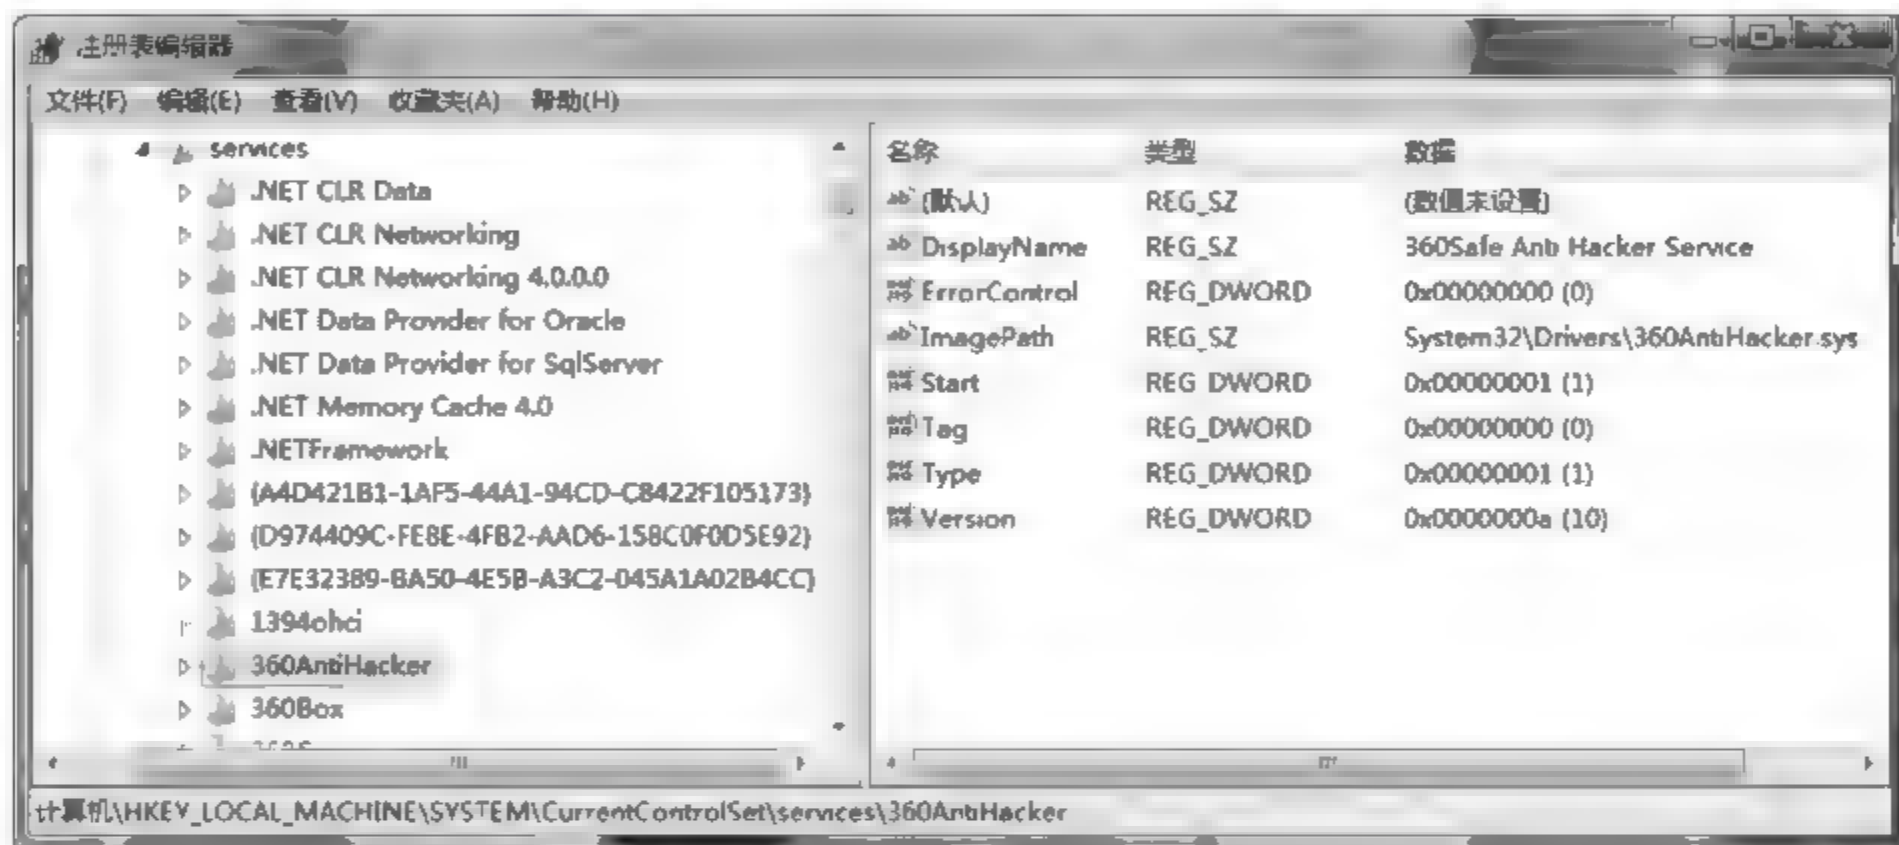 注册表编辑器
文件(F) 编辑(E) 查看(V) 收藏夹(A) 帮助(H)
services
.NET CLR Data
.NET CLR Networking
.NET CLR Networking 4.0.0.0
.NET Data Provider for Oracle
.NET Data Provider for SqlServer
.NET Memory Cache 4.0
.NETFramework
{A4D421B1-1AF5-44A1-94CD-C8422F105173}
{D974409C-FE8E-4FB2-AAD6-158C0F0D5E92}
{E7E32389-BA50-4E5B-A3C2-045A1A02B4CC}
1394ohci
360AntiHacker
360Box
名称 类型 数据
(默认) REG_SZ (数值未设置)
DisplayName REG_SZ 360Safe Anti Hacker Service
ErrorControl REG_DWORD 0x00000000 (0)
ImagePath REG_SZ System32\Drivers\360AntiHacker.sys
Start REG_DWORD 0x00000001 (1)
Tag REG_DWORD 0x00000000 (0)
Type REG_DWORD 0x00000001 (1)
Version REG_DWORD 0x0000000a (10)
计算机\HKEY_LOCAL_MACHINE\SYSTEM\CurrentControlSet\services\360AntiHacker